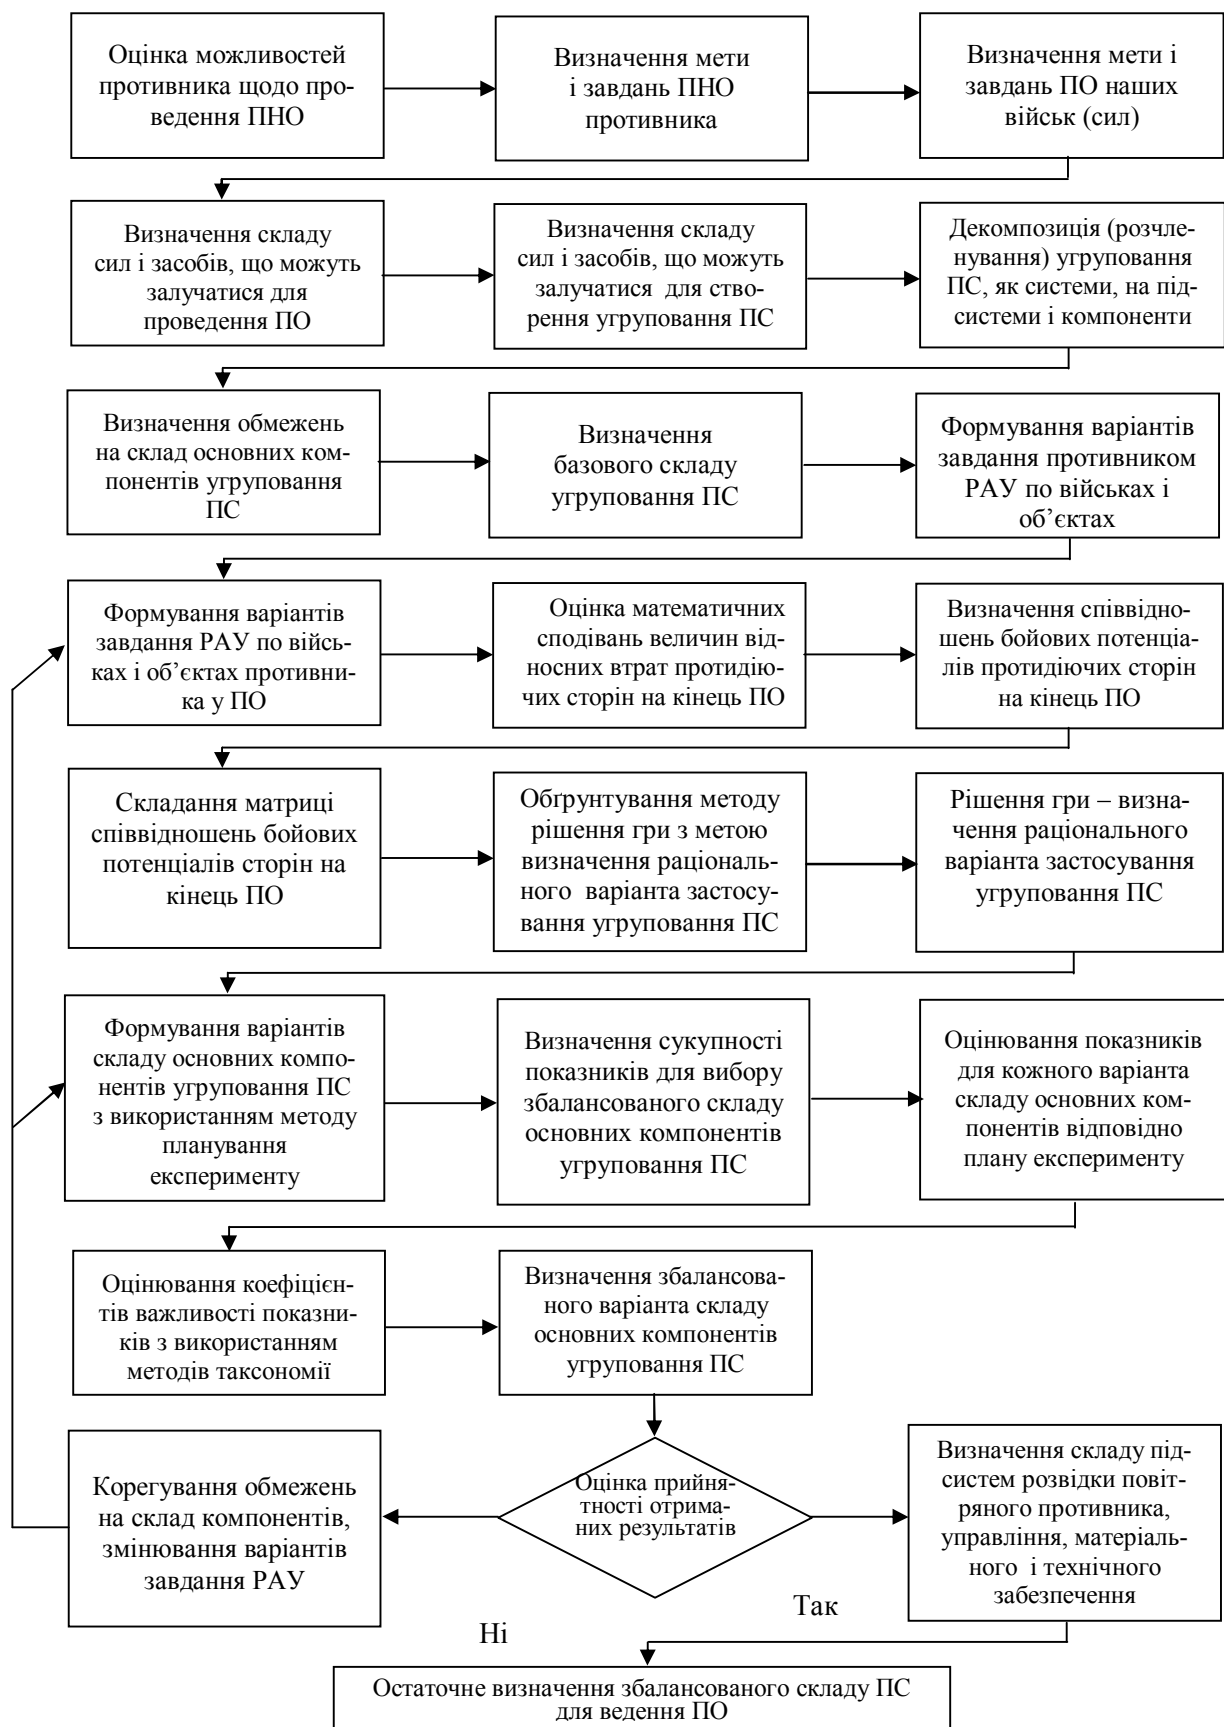 Оцінка можливостей
противника щодо про-
ведення ПНО
Визначення мети
і завдань ПНО
противника
Визначення мети і
завдань ПО наших
військ (сил)
Визначення складу
сил і засобів, що можуть
залучатися для
проведення ПО
Визначення складу
сил і засобів, що можуть
залучатися для ство-
рення угруповання ПС
Декомпозиція (розчле-
нування) угруповання
ПС, як системи, на під-
системи і компоненти
Визначення обмежень
на склад основних ком-
понентів угруповання
ПС
Визначення
базового складу
угруповання ПС
Формування варіантів
завдання противником
РАУ по військах і
об’єктах
Формування варіантів
завдання РАУ по війсь-
ках і об’єктах противни-
ка у ПО
Оцінка математичних
сподівань величин від-
носних втрат протидію-
чих сторін на кінець ПО
Визначення співвідно-
шень бойових потенціа-
лів протидіючих сторін
на кінець ПО
Складання матриці
співвідношень бойових
потенціалів сторін на
кінець ПО
Обґрунтування методу
рішення гри з метою
визначення раціональ-
ного варіанта застосу-
вання угруповання ПС
Рішення гри – визна-
чення раціонального
варіанта застосування
угруповання ПС
Формування варіантів
складу основних компо-
нентів угруповання ПС
з використанням методу
планування
експерименту
Визначення сукупності
показників для вибору
збалансованого складу
основних компонентів
угруповання ПС
Оцінювання показників
для кожного варіанта
складу основних ком-
понентів відповідно
плану експерименту
Оцінювання коефіцієн-
тів важливості показни-
ків з використанням
методів таксономії
Визначення збалансова-
ного варіанта складу
основних компонентів
угруповання ПС
Корегування обмежень
на склад компонентів,
змінювання варіантів
завдання РАУ
Оцінка прийня-
тності отрима-
них результатів
Визначення складу під-
систем розвідки повіт-
ряного противника,
управління, матеріаль-
ного і технічного
забезпечення
Так
Ні
Остаточне визначення збалансованого складу ПС
для ведення ПО